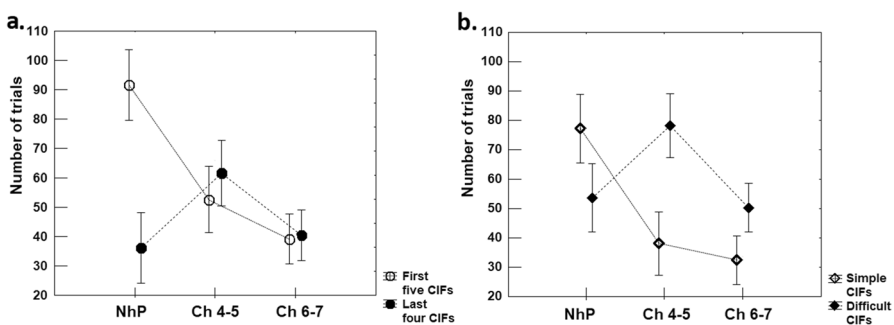 a.
110
100
90
80
70
60
50
40
30
20
Number of trials
NhP Ch 4-5 Ch 6-7
First
five CIFs
Last
four CIFs
b.
110
100
90
80
70
60
50
40
30
20
Number of trials
NhP Ch 4-5 Ch 6-7
Simple
CIFs
Difficult
CIFs